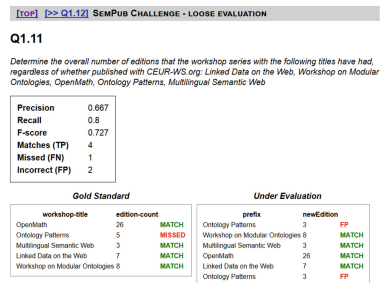 [TOP] [>> Q1.12] SEMPUB CHALLENGE - LOOSE EVALUATION
Q1.11
Determine the overall number of editions that the workshop series with the following titles have had,
regardless of whether published with CEUR-WS.org: Linked Data on the Web, Workshop on Modular
Ontologies, OpenMath, Ontology Patterns, Multilingual Semantic Web
Precision 0.667
Recall 0.8
F-score 0.727
Matches (TP) 4
Missed (FN) 1
Incorrect (FP) 2
Gold Standard
workshop-title edition-count
OpenMath 26 MATCH
Ontology Patterns 5 MISSED
Multilingual Semantic Web 3 MATCH
Linked Data on the Web 7 MATCH
Workshop on Modular Ontologies 8 MATCH
Under Evaluation
prefix newEdition
Ontology Patterns 3 FP
Workshop on Modular Ontologies 8 MATCH
Multilingual Semantic Web 3 MATCH
OpenMath 26 MATCH
Linked Data on the Web 7 MATCH
Ontology Patterns 3 FP